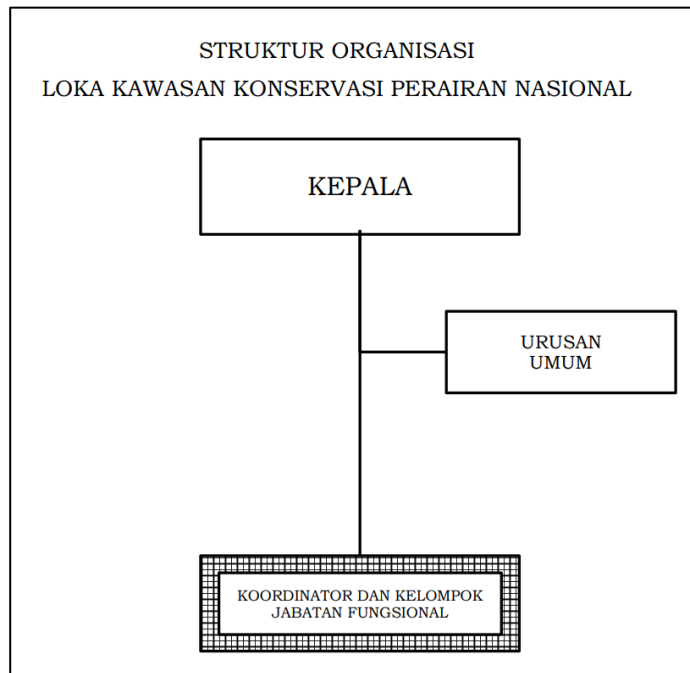 STRUKTUR ORGANISASI
LOKA KAWASAN KONSERVASI PERAIRAN NASIONAL
KEPALA
URUSAN
UMUM
KOORDINATOR DAN KELOMPOK
JABATAN FUNGSIONAL